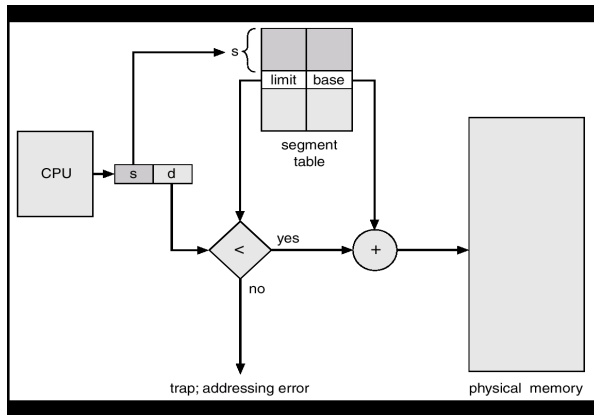 s
limit base
segment
table
CPU
s d
<
yes
+
no
trap; addressing error
physical memory